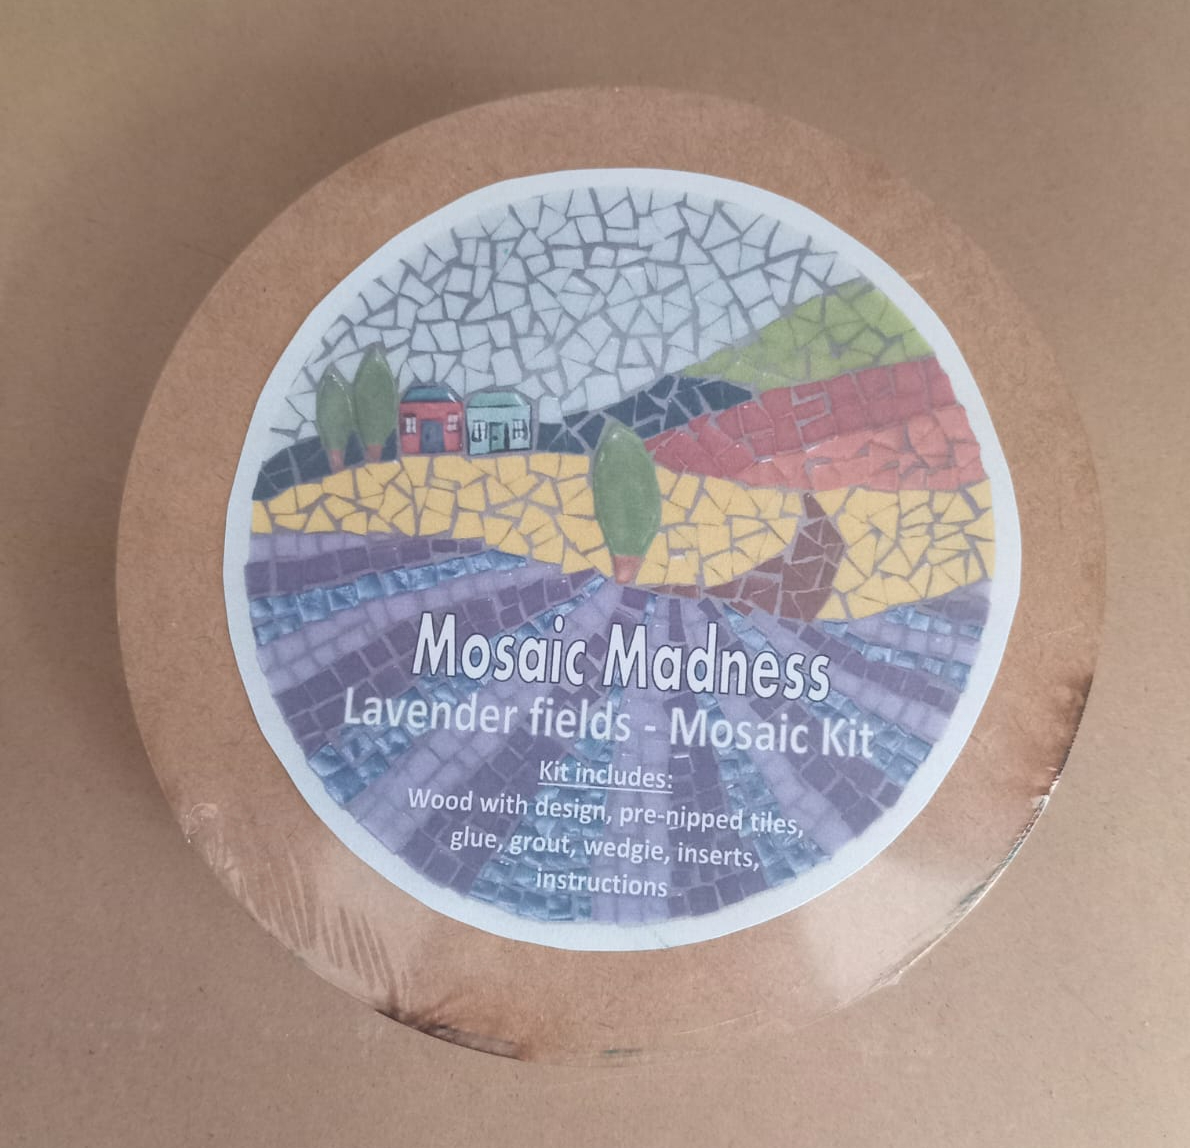 Mosaic Madness
Lavender fields - Mosaic Kit
Kit includes:
Wood with design, pre-nipped tiles,
glue, grout, wedgie, inserts,
instructions